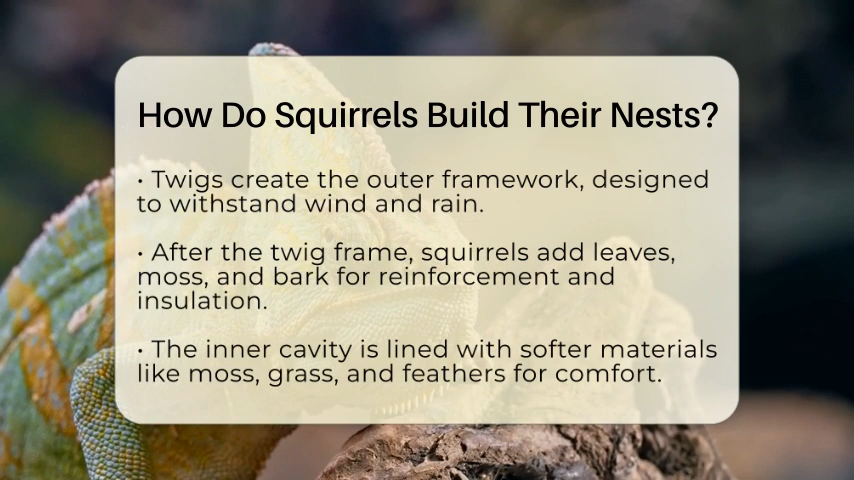 How Do Squirrels Build Their Nests?
• Twigs create the outer framework, designed
to withstand wind and rain.
• After the twig frame, squirrels add leaves,
moss, and bark for reinforcement and
insulation.
• The inner cavity is lined with softer materials
like moss, grass, and feathers for comfort.